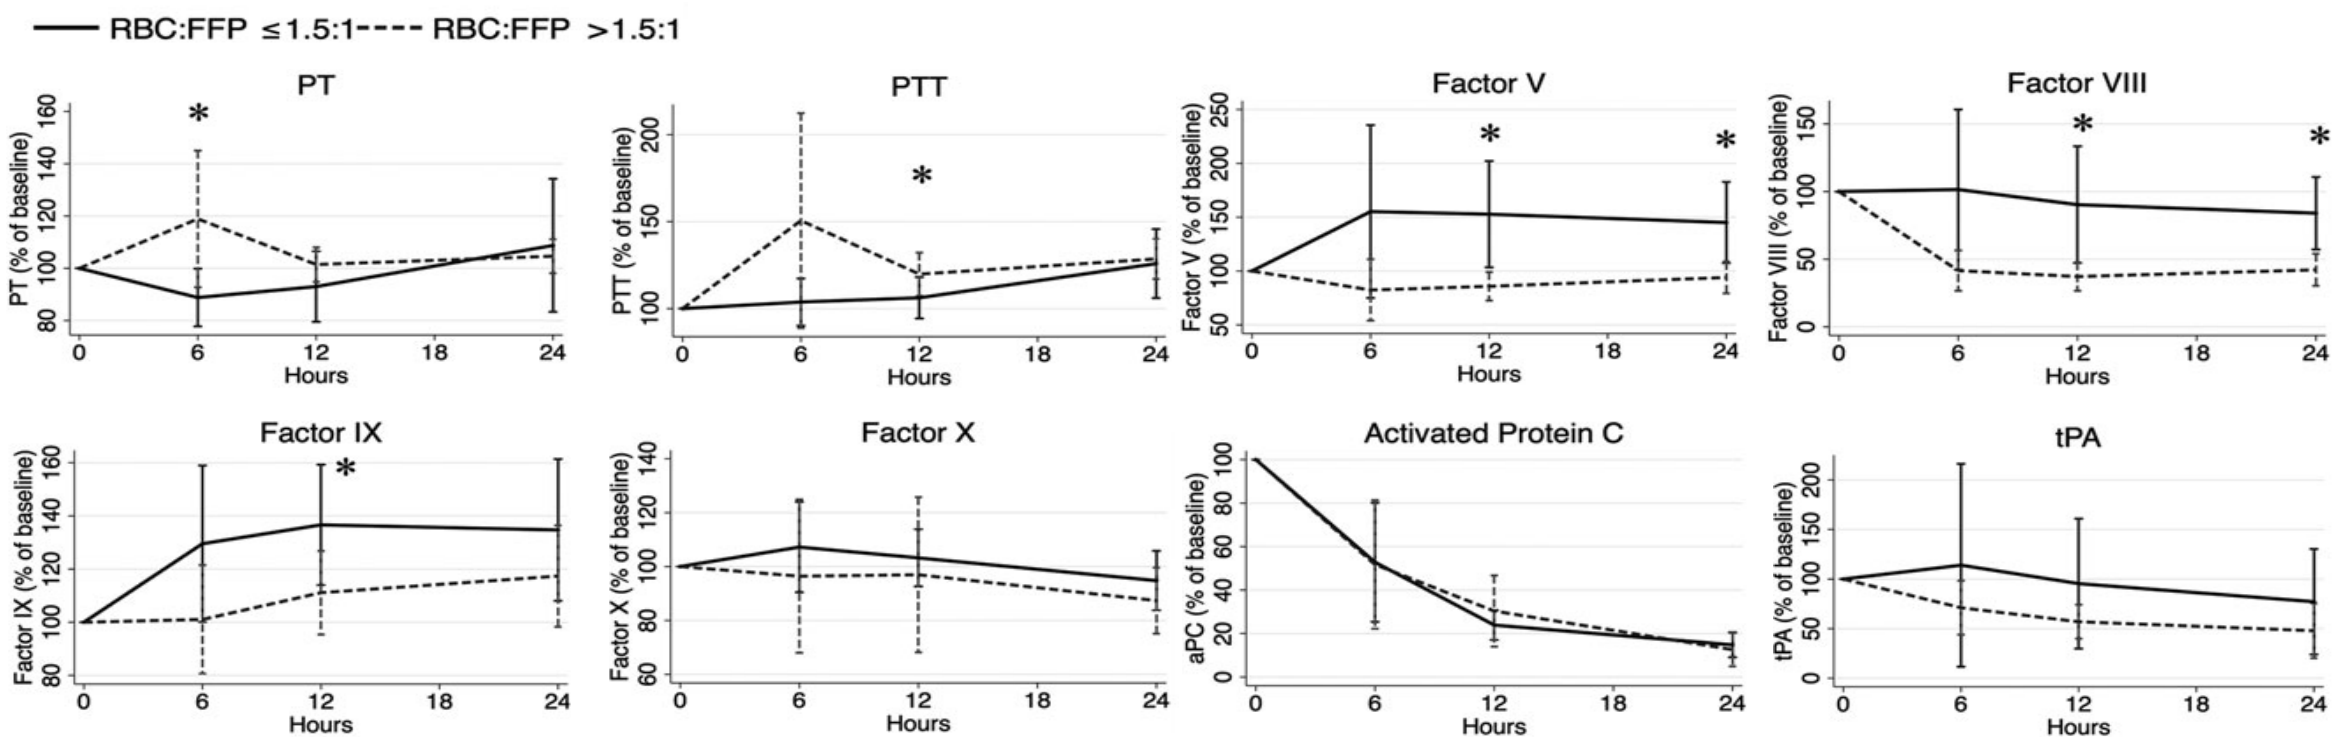 RBC:FFP ≤1.5:1 RBC:FFP >1.5:1
PT
PT (% of baseline)
160
140
120
100
80
*
0 6 12 18 24
Hours
PTT
PTT (% of baseline)
200
150
100
*
0 6 12 18 24
Hours
Factor V
Factor V (% of baseline)
250
200
150
100
50
* *
0 6 12 18 24
Hours
Factor VIII
Factor VIII (% of baseline)
150
100
50
0
* *
0 6 12 18 24
Hours
Factor IX
Factor IX (% of baseline)
160
140
120
100
80
*
0 6 12 18 24
Hours
Factor X
Factor X (% of baseline)
140
120
100
80
60
0 6 12 18 24
Hours
Activated Protein C
aPC (% of baseline)
100
80
60
40
20
0
0 6 12 18 24
Hours
tPA
tPA (% of baseline)
200
150
100
50
0
0 6 12 18 24
Hours